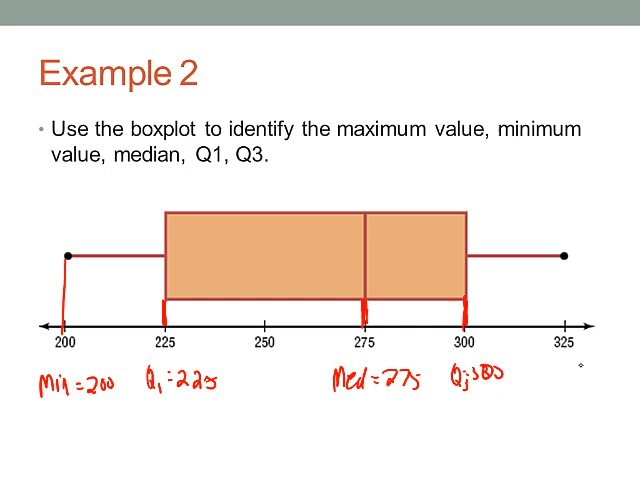 Example 2
• Use the boxplot to identify the maximum value, minimum
value, median, Q1, Q3.
200 225 250 275 300 325
Min = 200 Q₁ = 225 Med = 275 Q₃ = 300